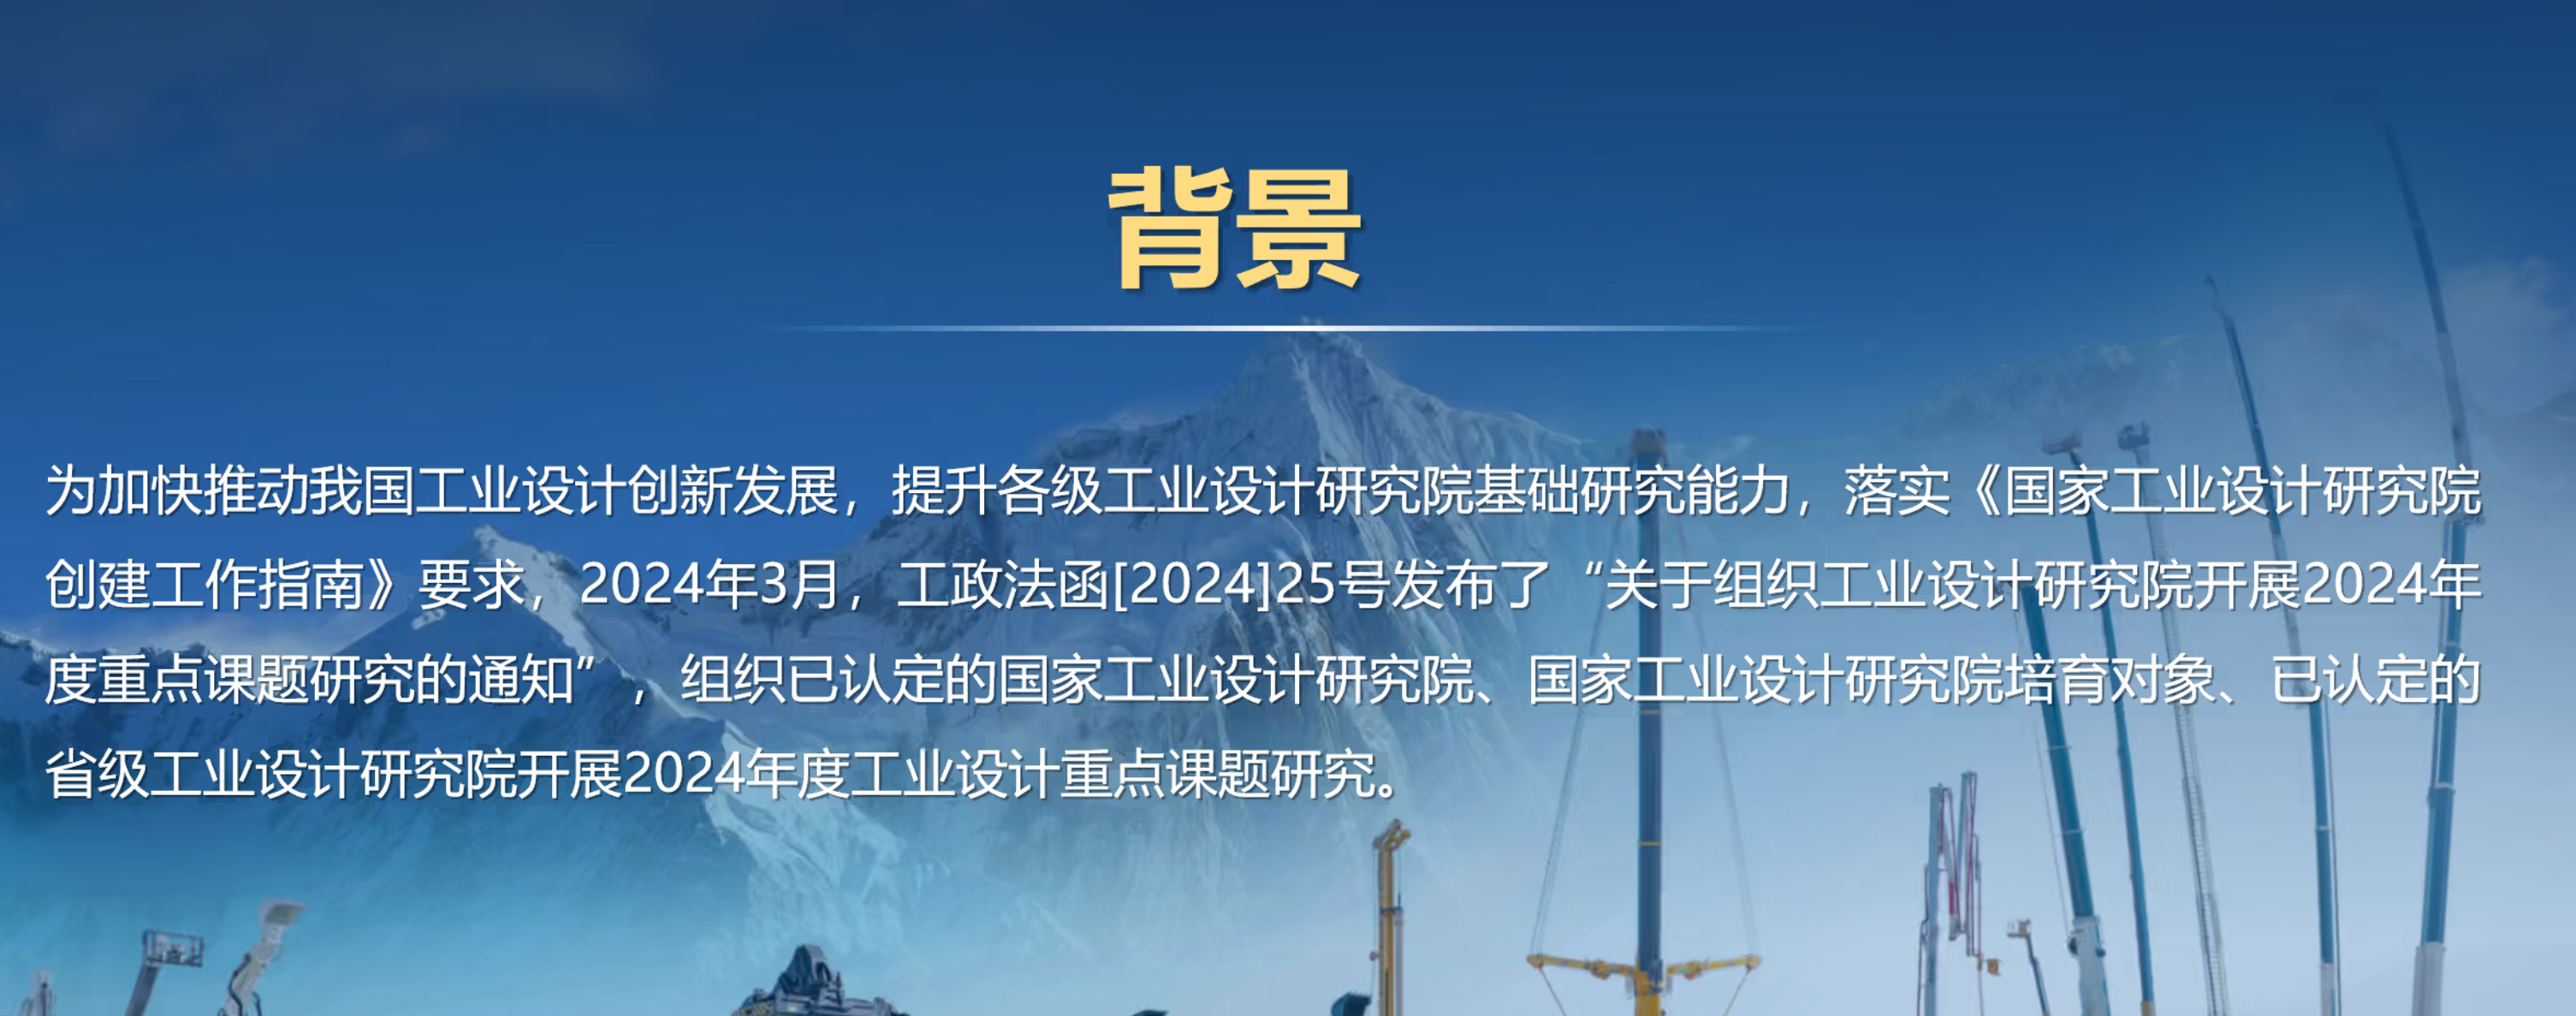 背景
为加快推动我国工业设计创新发展，提升各级工业设计研究院基础研究能力，落实《国家工业设计研究院
创建工作指南》要求，2024年3月，工政法函[2024]25号发布了“关于组织工业设计研究院开展2024年
度重点课题研究的通知”，组织已认定的国家工业设计研究院、国家工业设计研究院培育对象、已认定的
省级工业设计研究院开展2024年度工业设计重点课题研究。